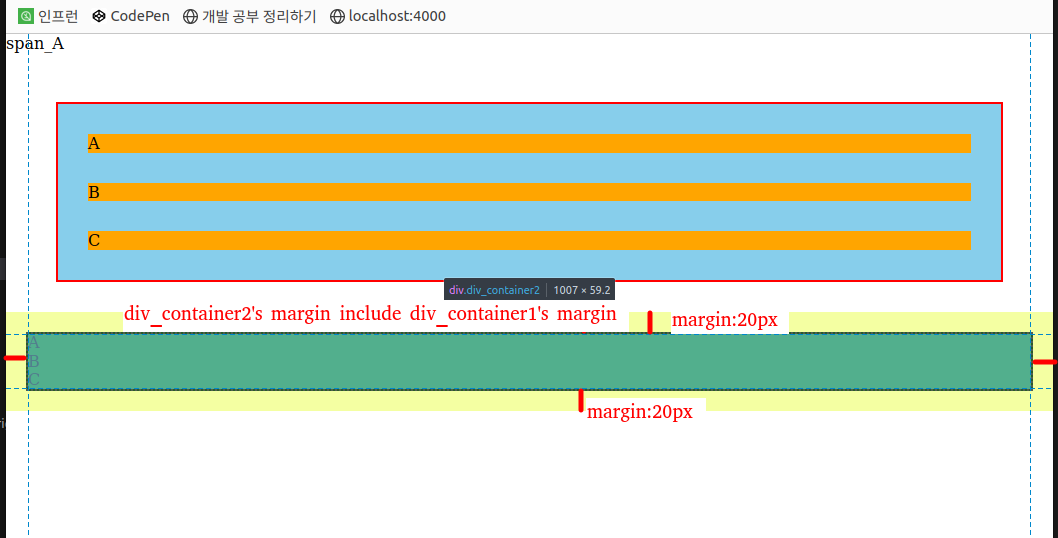 인프런 CodePen 개발 공부 정리하기 localhost:4000
span_A
A
B
C
div.div_container2 1007 × 59.2
div_container2's margin include div_container1's margin
margin:20px
A
B
C
margin:20px